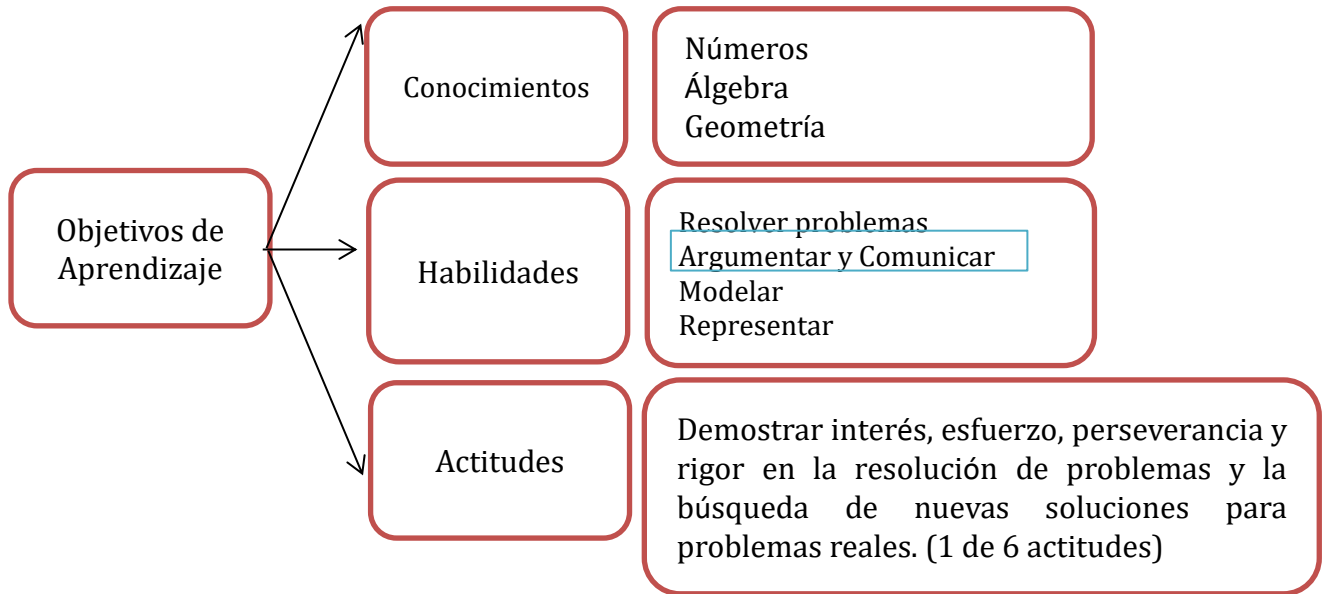 Objetivos de
Aprendizaje
Conocimientos
Números
Álgebra
Geometría
Habilidades
Resolver problemas
Argumentar y Comunicar
Modelar
Representar
Actitudes
Demostrar interés, esfuerzo, perseverancia y
rigor en la resolución de problemas y la
búsqueda de nuevas soluciones para
problemas reales. (1 de 6 actitudes)